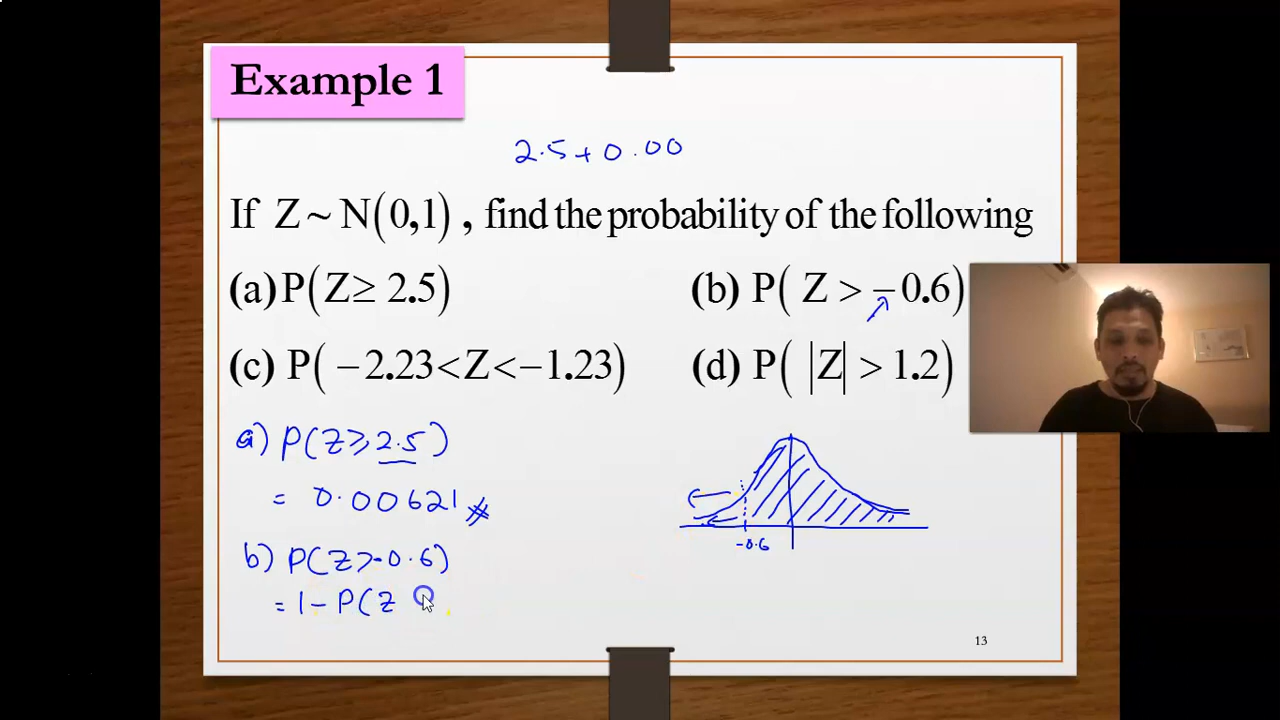 Example 1
2.5 + 0.00
If Z ~ N(0,1) , find the probability of the following
(a) P(Z ≥ 2.5)
(b) P( Z > −0.6)
(c) P( −2.23 < Z < −1.23)
(d) P( |Z| > 1.2)
a) P(Z ≥ 2.5)
= 0.00621
b) P(Z > -0.6)
= 1 - P(Z
-0.6
13